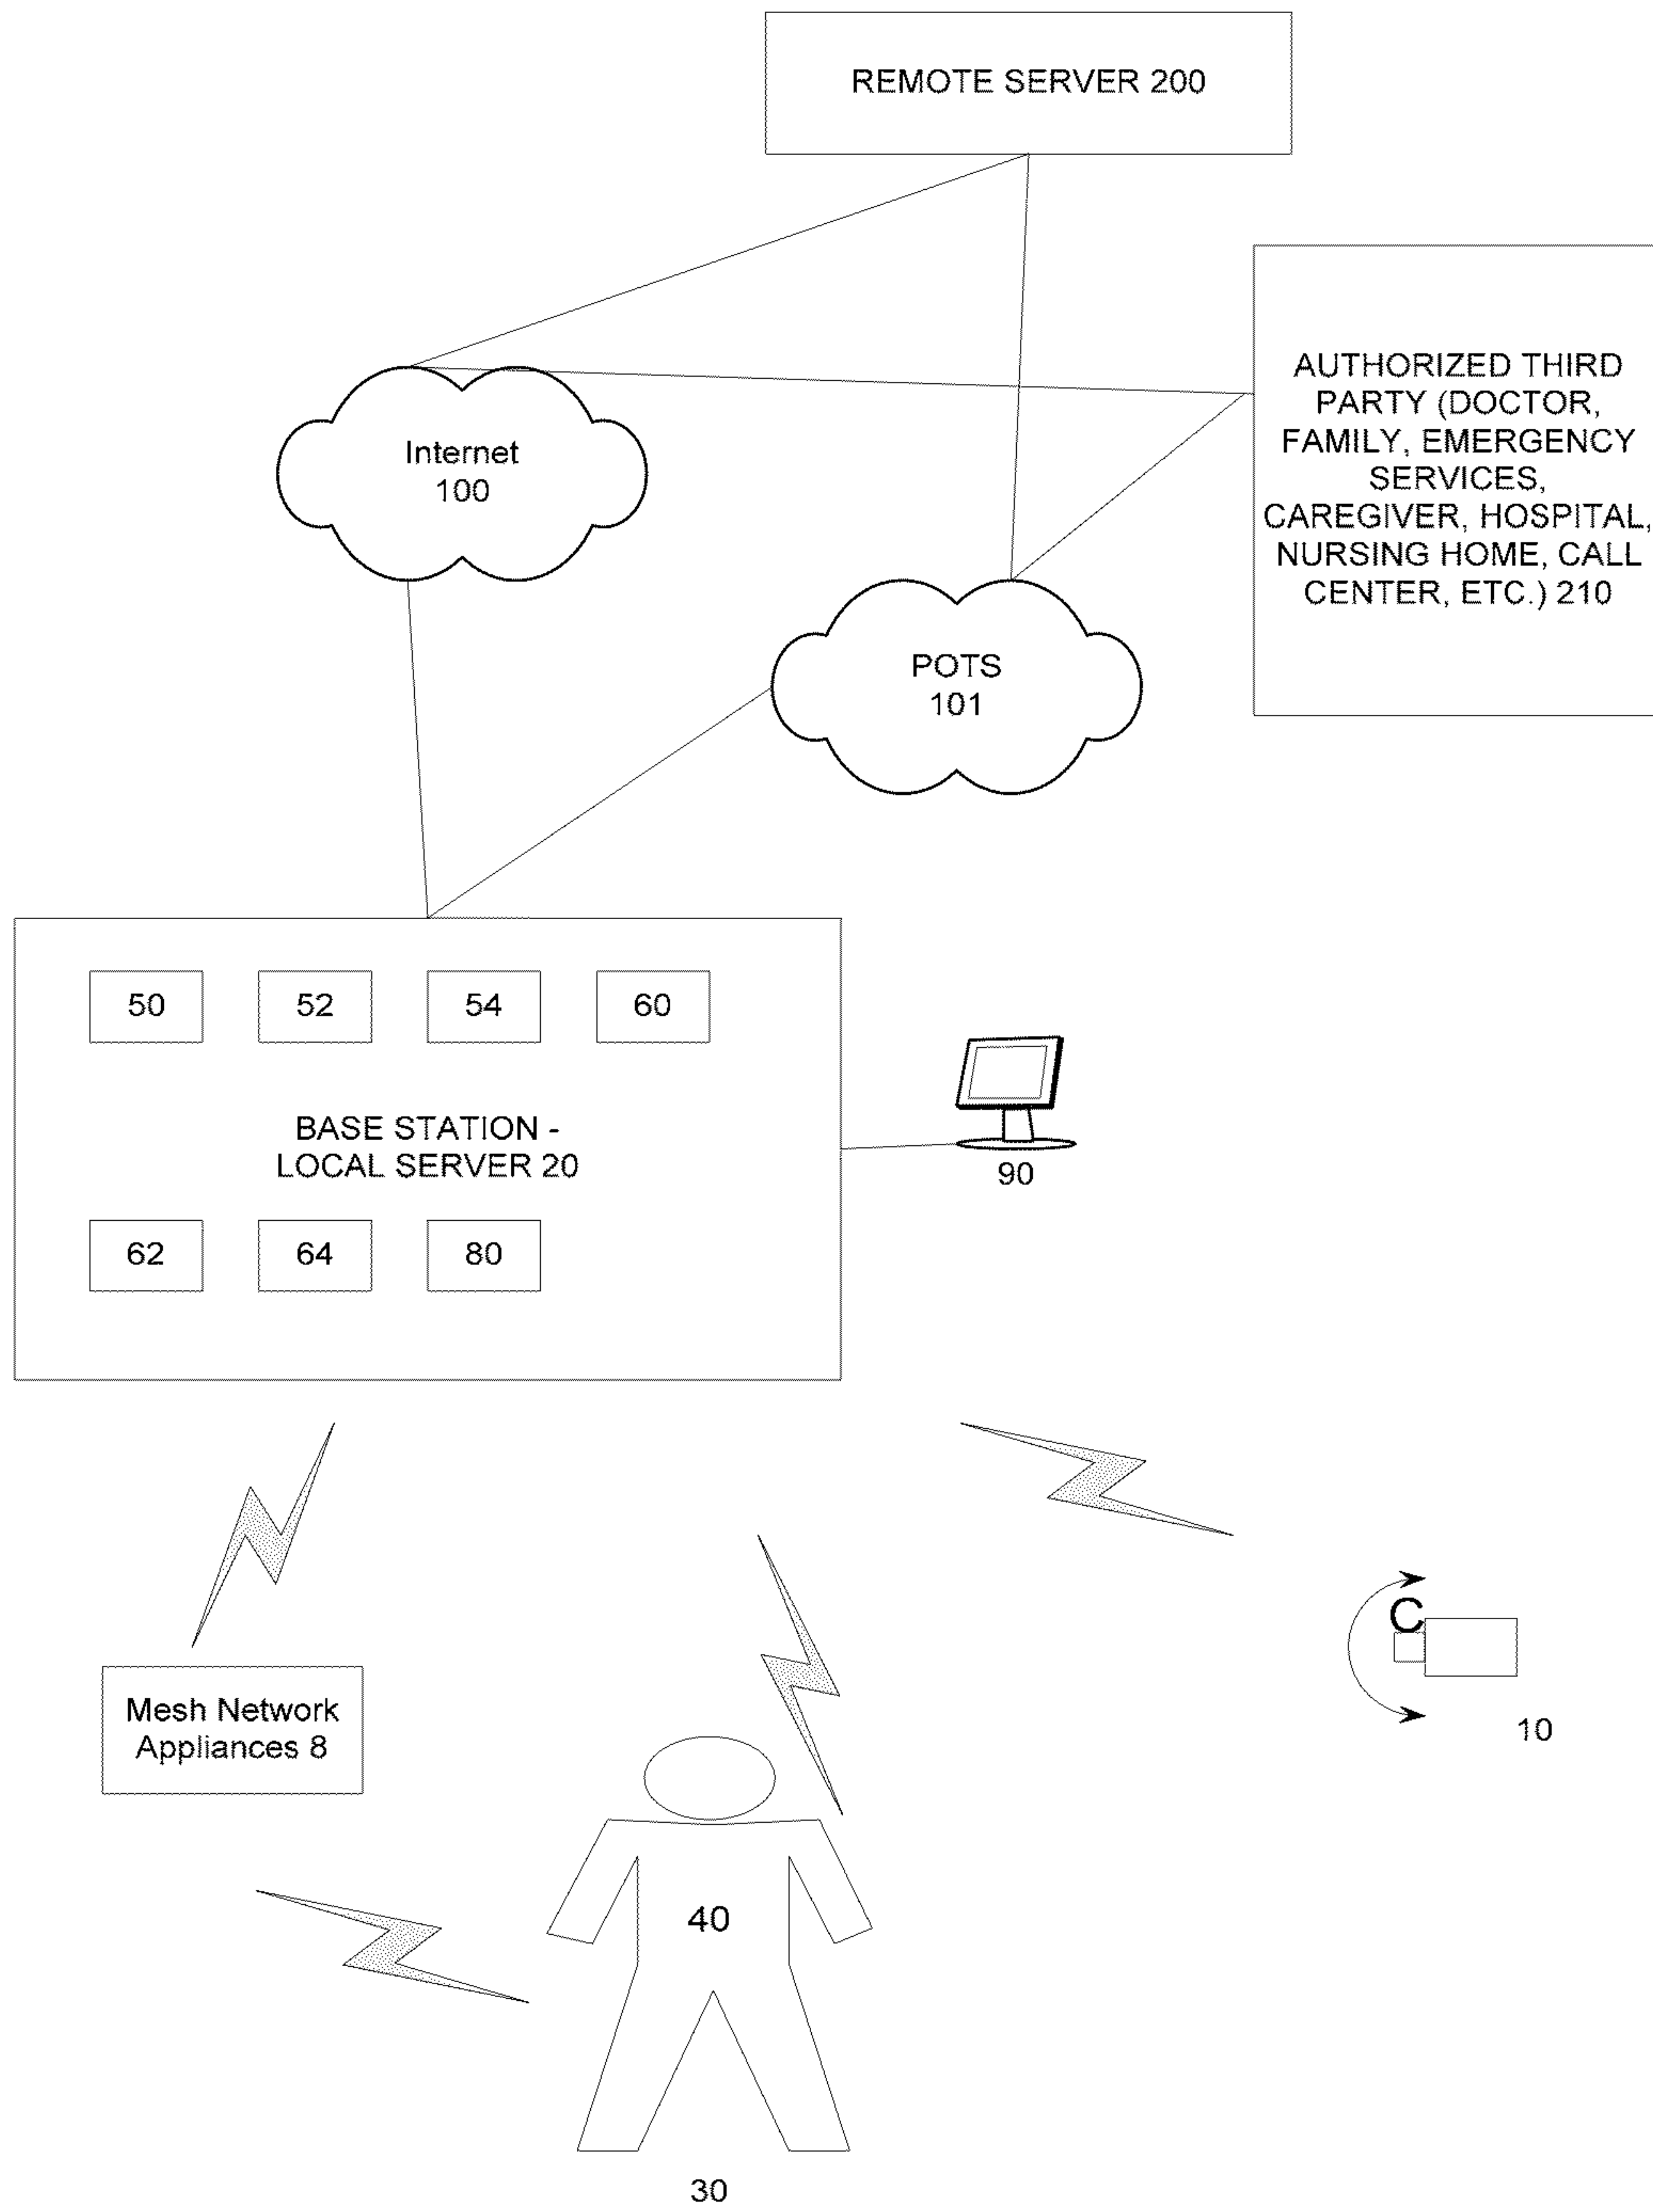 REMOTE SERVER 200
AUTHORIZED THIRD
PARTY (DOCTOR,
FAMILY, EMERGENCY
SERVICES,
CAREGIVER, HOSPITAL,
NURSING HOME, CALL
CENTER, ETC.) 210
Internet
100
POTS
101
50
52
54
60
BASE STATION -
LOCAL SERVER 20
62
64
80
90
C
10
Mesh Network
Appliances 8
40
30